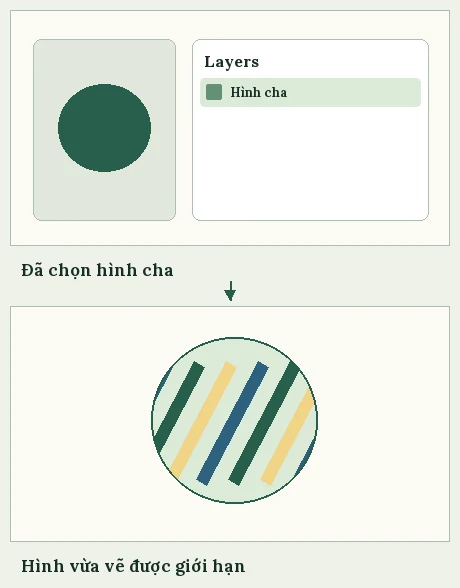 Layers
Hình cha
Đã chọn hình cha
Hình vừa vẽ được giới hạn